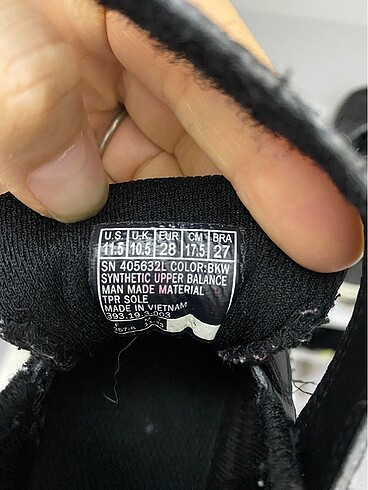 U.S. U·K EUR CM BRA
11.5 10.5 28 17.5 27
SN 405632L COLOR:BKW
SYNTHETIC UPPER BALANCE
MAN MADE MATERIAL
TPR SOLE
MADE IN VIETNAM